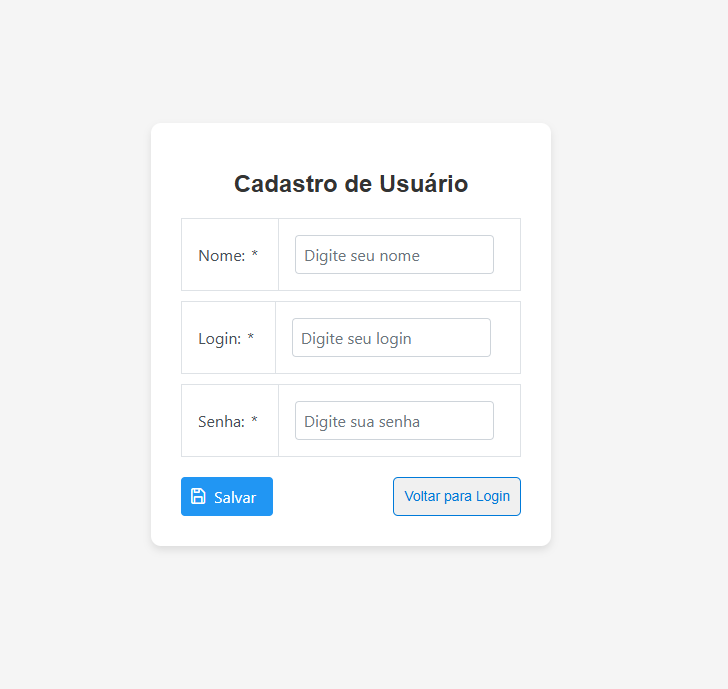 Cadastro de Usuário
Nome: *
Digite seu nome
Login: *
Digite seu login
Senha: *
Digite sua senha
Salvar
Voltar para Login